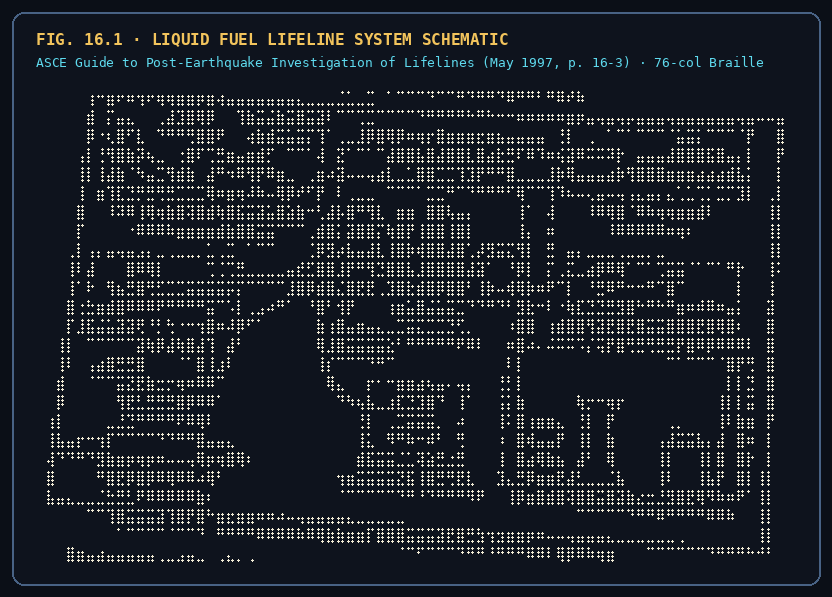 FIG. 16.1 · LIQUID FUEL LIFELINE SYSTEM SCHEMATIC
ASCE Guide to Post-Earthquake Investigation of Lifelines (May 1997, p. 16-3) · 76-col Braille